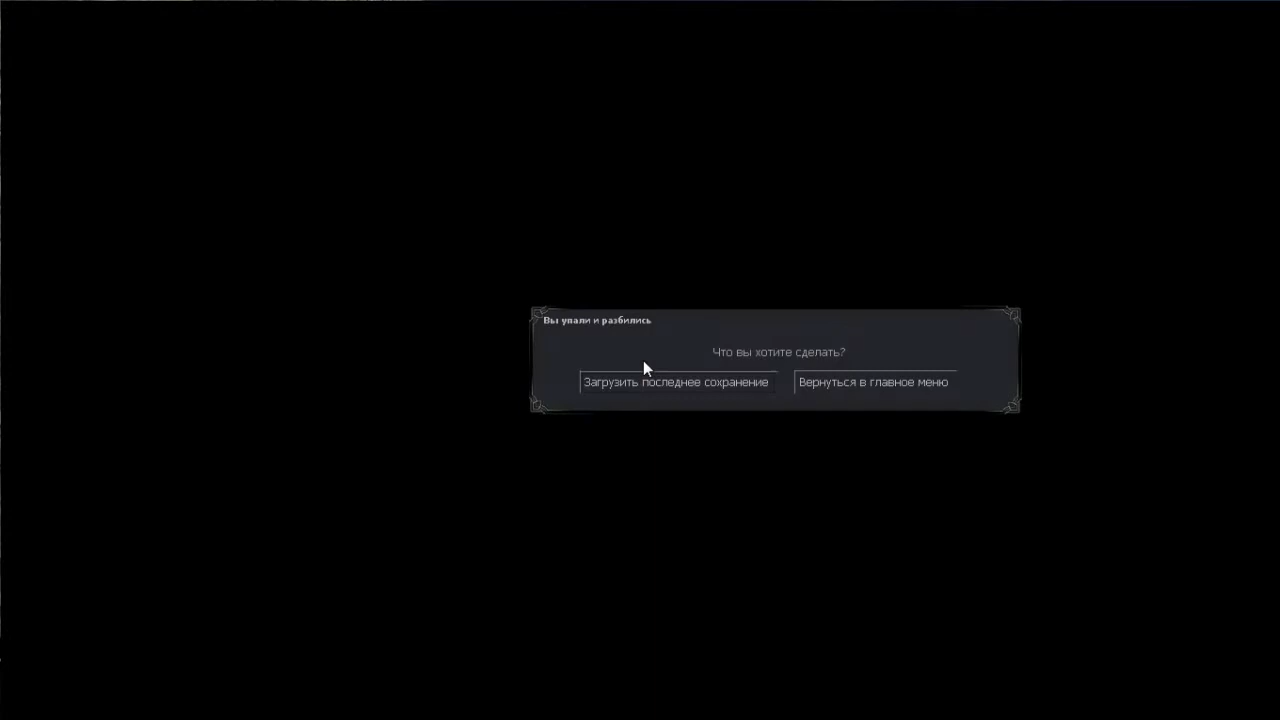 Вы упали и разбились
Что вы хотите сделать?
Загрузить последнее сохранение
Вернуться в главное меню